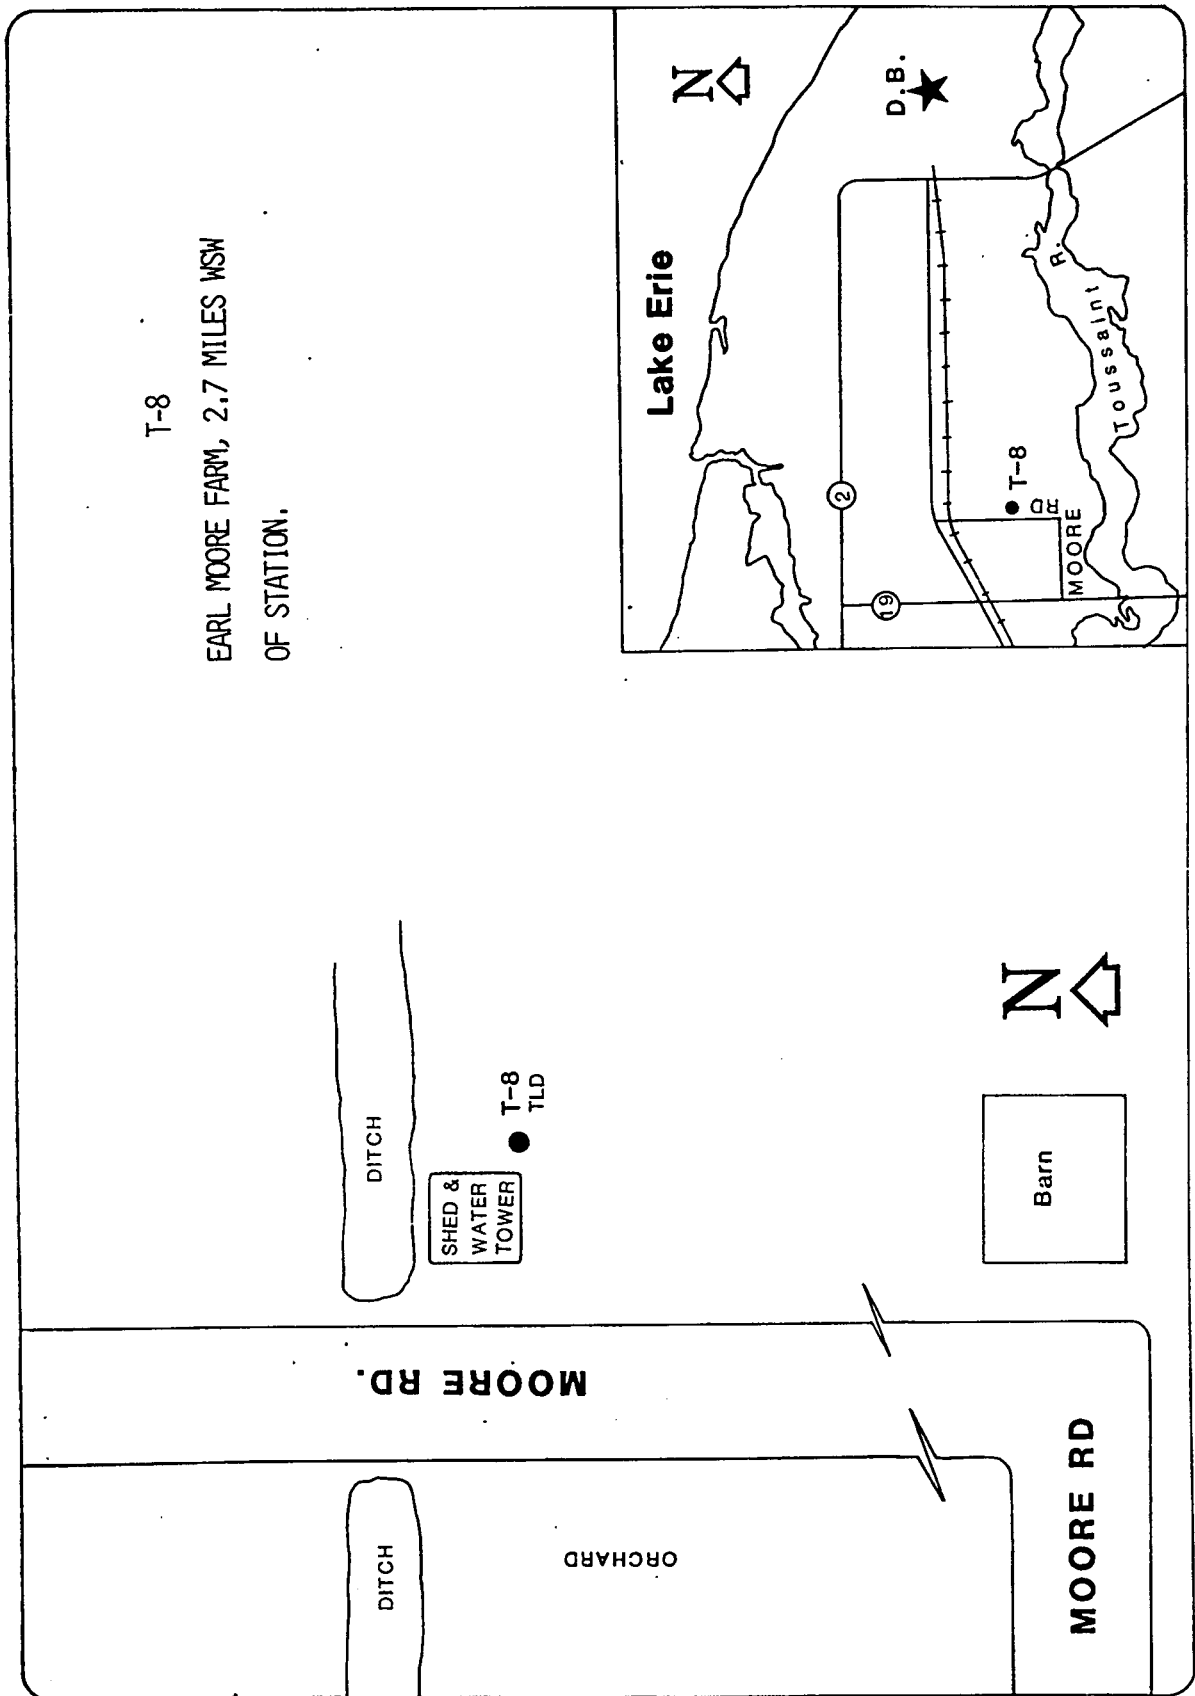 T-8
EARL MOORE FARM, 2.7 MILES WSW
OF STATION.
DITCH
SHED &
WATER
TOWER
T-8
TLD
MOORE RD.
DITCH
ORCHARD
Barn
N
MOORE RD
Lake Erie
N
D.B.
2
19
T-8
MOORE
RD
Toussaint R.